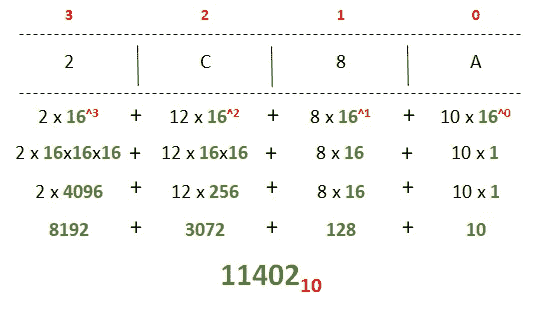 3 2 1 0
2 C 8 A
2 x 16^3 + 12 x 16^2 + 8 x 16^1 + 10 x 16^0
2 x 16x16x16 + 12 x 16x16 + 8 x 16 + 10 x 1
2 x 4096 + 12 x 256 + 8 x 16 + 10 x 1
8192 + 3072 + 128 + 10
11402₁₀